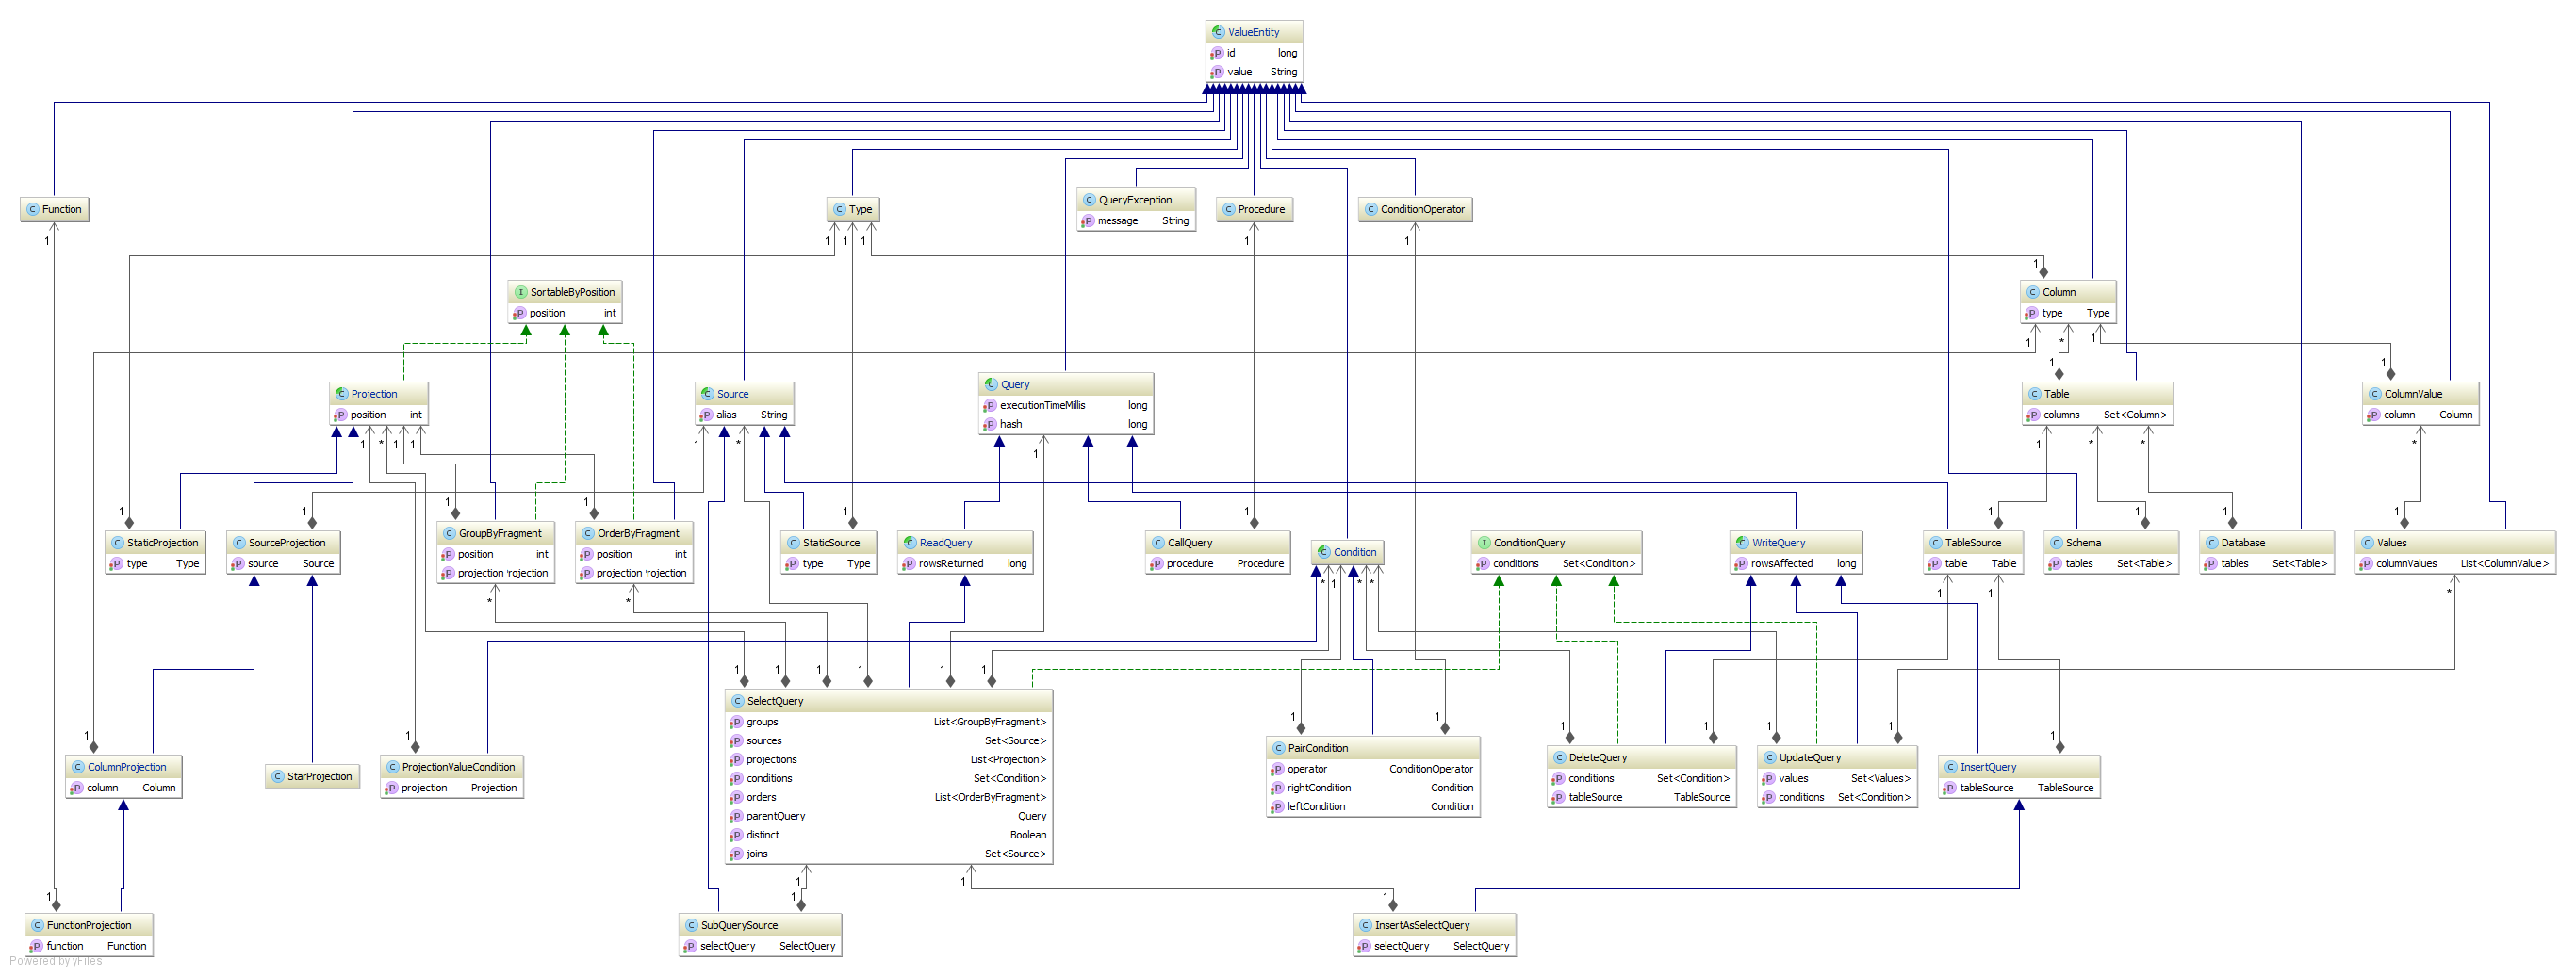 ValueEntity
id long
value String
Function
Type
QueryException
message String
Procedure
ConditionOperator
1
1
1
1
1
1
1
SortableByPosition
position int
Column
type Type
1
*
1
1
1
Projection
position int
Source
alias String
Query
executionTimeMillis long
hash long
Table
columns Set<Column>
ColumnValue
column Column
1
*
1
1
1
*
1
1
*
*
*
1
1
1
1
1
1
1
1
1
1
StaticProjection
type Type
SourceProjection
source Source
GroupByFragment
position int
projection 'rojection
OrderByFragment
position int
projection 'rojection
StaticSource
type Type
ReadQuery
rowsReturned long
CallQuery
procedure Procedure
Condition
ConditionQuery
conditions Set<Condition>
WriteQuery
rowsAffected long
TableSource
table Table
Schema
tables Set<Table>
Database
tables Set<Table>
Values
columnValues List<ColumnValue>
*
*
*
1
*
*
1
1
*
1
1
1
1
1
1
SelectQuery
groups List<GroupByFragment>
sources Set<Source>
projections List<Projection>
conditions Set<Condition>
orders List<OrderByFragment>
parentQuery Query
distinct Boolean
joins Set<Source>
1
1
1
1
1
1
1
1
1
PairCondition
operator ConditionOperator
rightCondition Condition
leftCondition Condition
DeleteQuery
conditions Set<Condition>
tableSource TableSource
UpdateQuery
values Set<Values>
conditions Set<Condition>
InsertQuery
tableSource TableSource
ColumnProjection
column Column
StarProjection
ProjectionValueCondition
projection Projection
1
1
1
1
1
FunctionProjection
function Function
SubQuerySource
selectQuery SelectQuery
InsertAsSelectQuery
selectQuery SelectQuery
Powered by yFiles